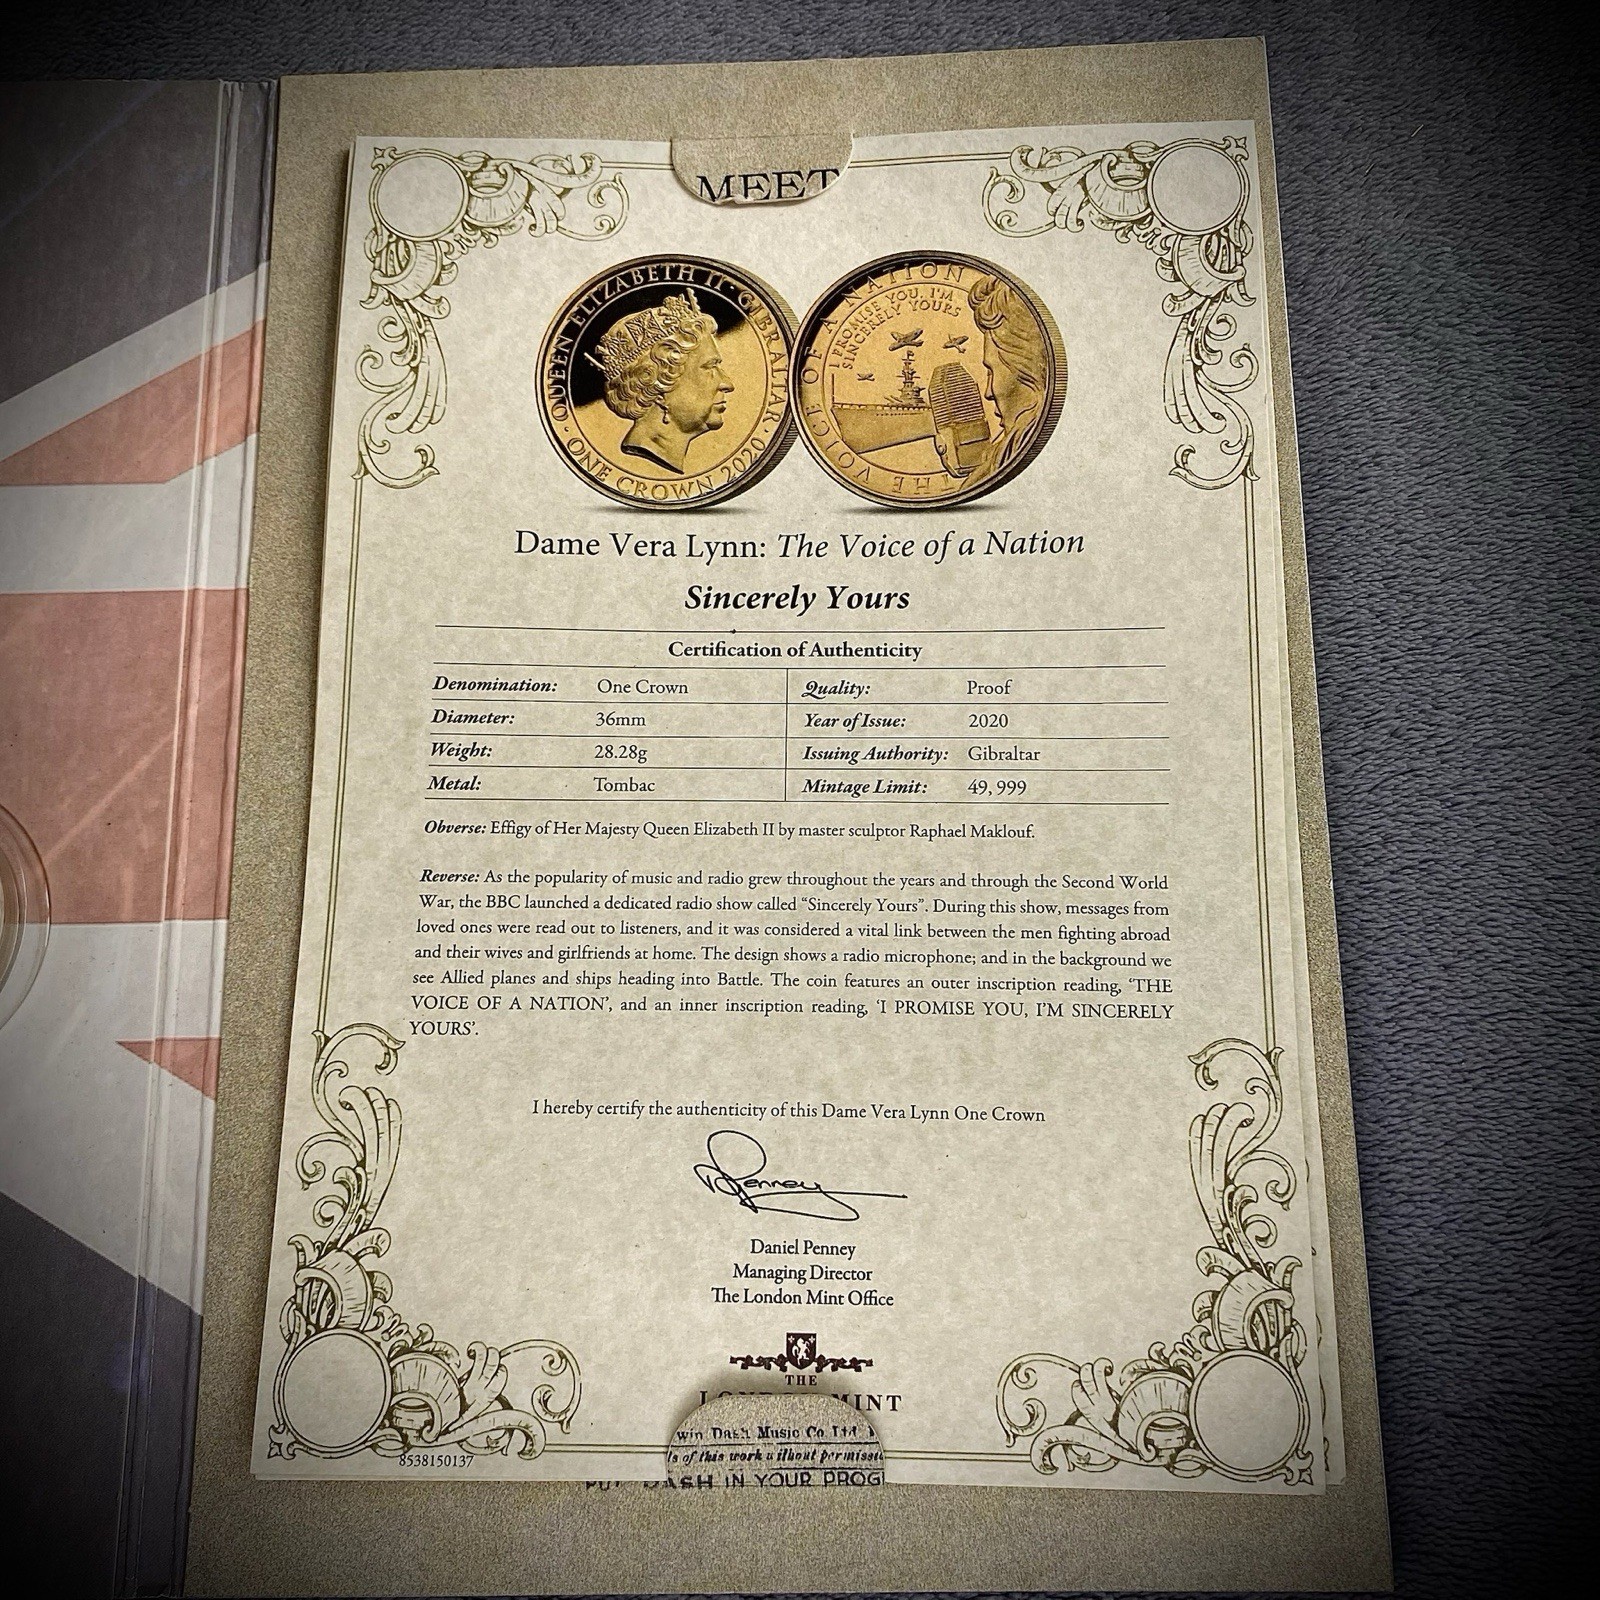 MEET
QUEEN ELIZABETH II · GIBRALTAR ·
· ONE CROWN 2020
THE VOICE OF A NATION
I PROMISE YOU, I'M
SINCERELY YOURS
Dame Vera Lynn: The Voice of a Nation
Sincerely Yours
Certification of Authenticity
Denomination: One Crown Quality: Proof
Diameter: 36mm Year of Issue: 2020
Weight: 28.28g Issuing Authority: Gibraltar
Metal: Tombac Mintage Limit: 49,999
Obverse: Effigy of Her Majesty Queen Elizabeth II by master sculptor Raphael Maklouf.
Reverse: As the popularity of music and radio grew throughout the years and through the Second World
War, the BBC launched a dedicated radio show called “Sincerely Yours”. During this show, messages from
loved ones were read out to listeners, and it was considered a vital link between the men fighting abroad
and their wives and girlfriends at home. The design shows a radio microphone; and in the background we
see Allied planes and ships heading into Battle. The coin features an outer inscription reading, ‘THE
VOICE OF A NATION’, and an inner inscription reading, ‘I PROMISE YOU, I’M SINCERELY
YOURS’.
I hereby certify the authenticity of this Dame Vera Lynn One Crown
Penney
Daniel Penney
Managing Director
The London Mint Office
THE
LONDON MINT
win Dash Music Co. Ltd.
of this work without permissi
DASH IN YOUR PROG
8538150137